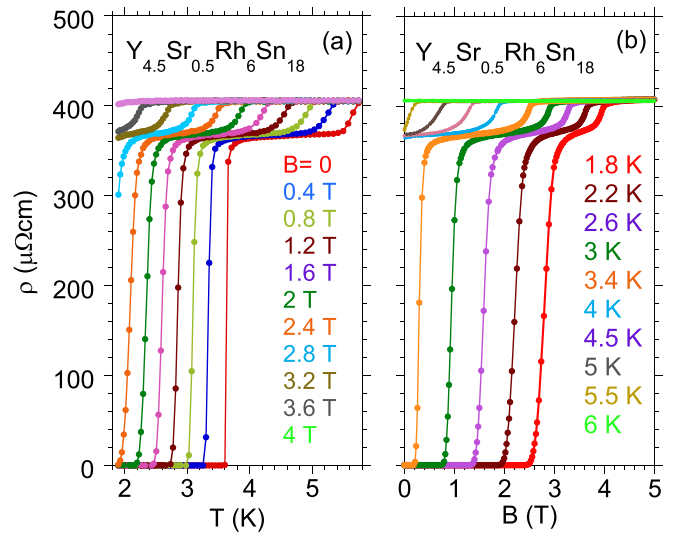 Y4.5Sr0.5Rh6Sn18 (a)
500
400
300
200
100
0
ρ (μΩcm)
B= 0
0.4 T
0.8 T
1.2 T
1.6 T
2 T
2.4 T
2.8 T
3.2 T
3.6 T
4 T
2 3 4 5
T (K)
(b)
Y4.5Sr0.5Rh6Sn18
1.8 K
2.2 K
2.6 K
3 K
3.4 K
4 K
4.5 K
5 K
5.5 K
6 K
0 1 2 3 4 5
B (T)